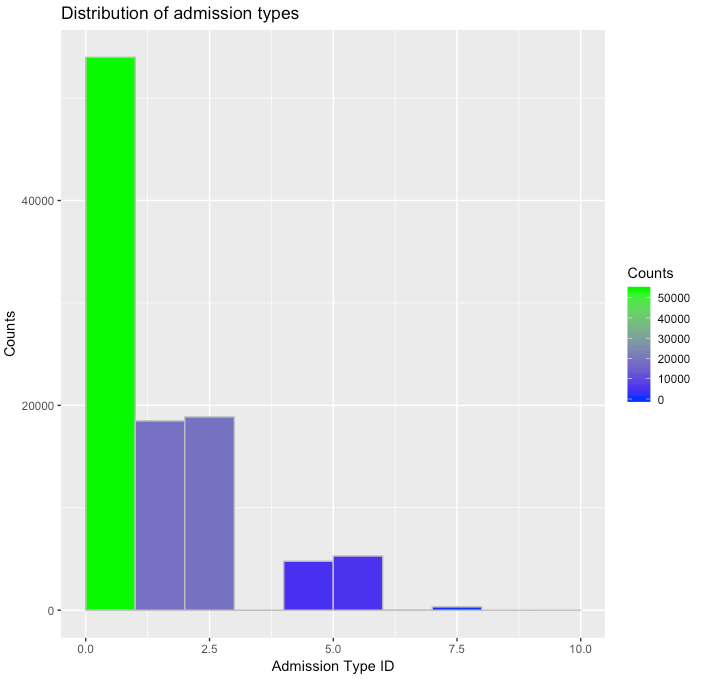 Distribution of admission types
Counts
40000
20000
0
0.0 2.5 5.0 7.5 10.0
Admission Type ID
Counts
50000
40000
30000
20000
10000
0